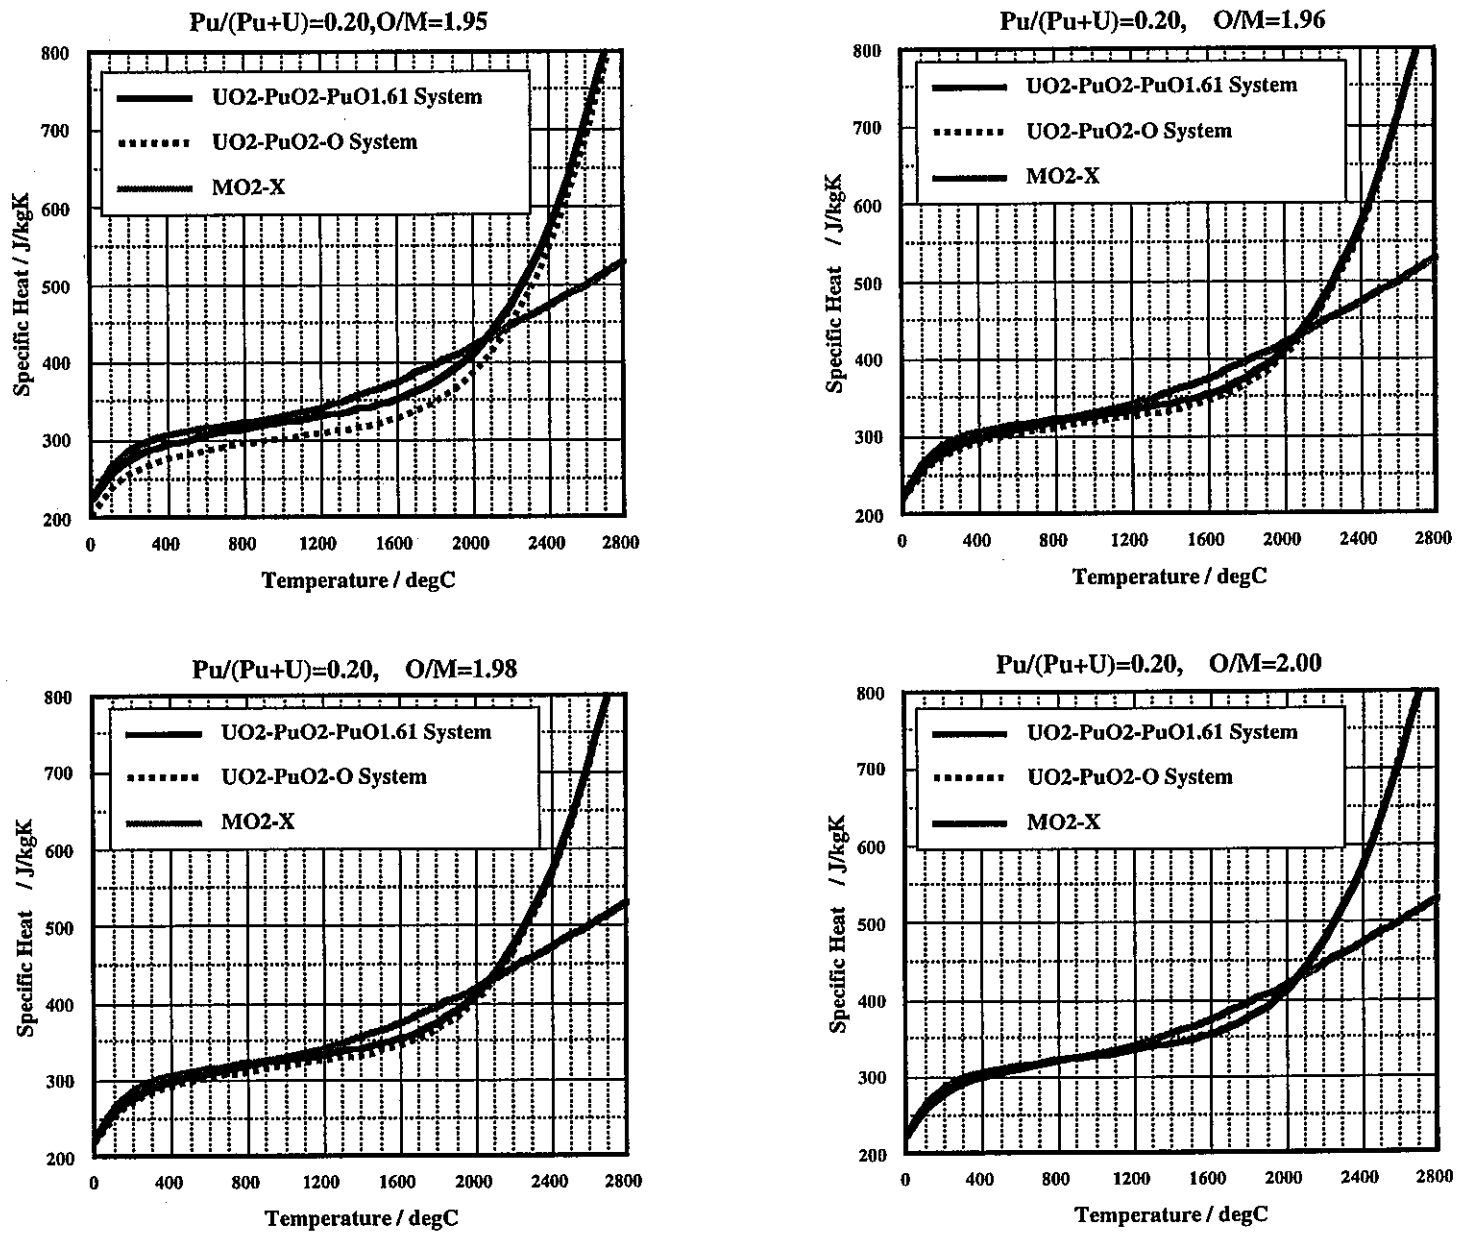 Pu/(Pu+U)=0.20,O/M=1.95
800
700
600
500
400
300
200
Specific Heat / J/kgK
UO2-PuO2-PuO1.61 System
UO2-PuO2-O System
MO2-X
0 400 800 1200 1600 2000 2400 2800
Temperature / degC
Pu/(Pu+U)=0.20, O/M=1.96
800
700
600
500
400
300
200
Specific Heat / J/kgK
UO2-PuO2-PuO1.61 System
UO2-PuO2-O System
MO2-X
0 400 800 1200 1600 2000 2400 2800
Temperature / degC
Pu/(Pu+U)=0.20, O/M=1.98
800
700
600
500
400
300
200
Specific Heat / J/kgK
UO2-PuO2-PuO1.61 System
UO2-PuO2-O System
MO2-X
0 400 800 1200 1600 2000 2400 2800
Temperature / degC
Pu/(Pu+U)=0.20, O/M=2.00
800
700
600
500
400
300
200
Specific Heat / J/kgK
UO2-PuO2-PuO1.61 System
UO2-PuO2-O System
MO2-X
0 400 800 1200 1600 2000 2400 2800
Temperature / degC